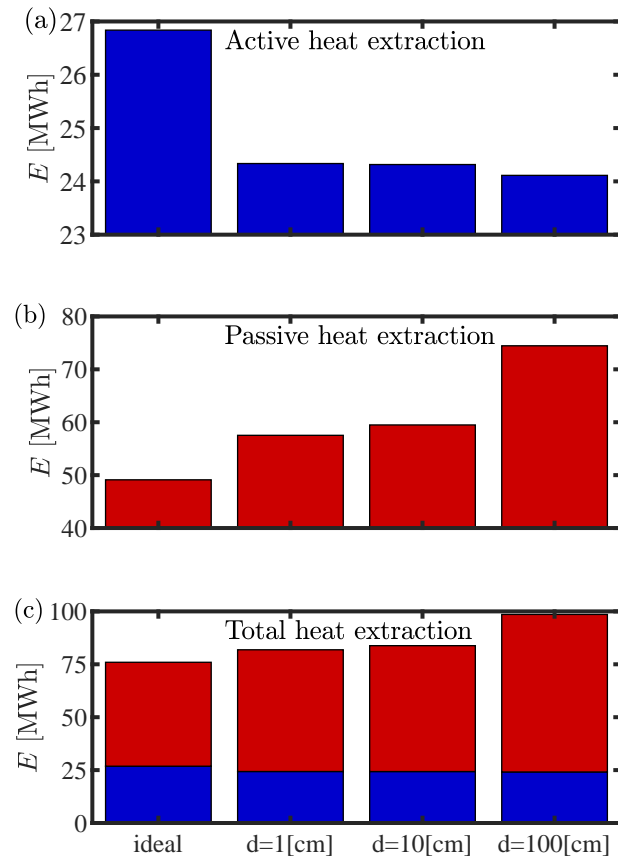 (a)
Active heat extraction
E [MWh]
27
26
25
24
23
(b)
Passive heat extraction
E [MWh]
80
70
60
50
40
(c)
Total heat extraction
E [MWh]
100
75
50
25
0
ideal d=1[cm] d=10[cm] d=100[cm]